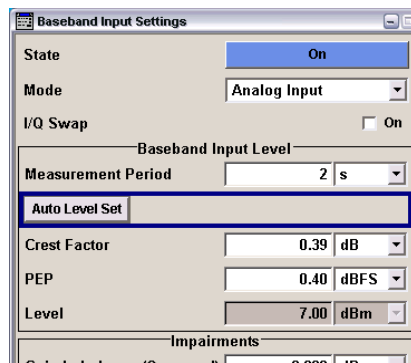 Baseband Input Settings
State On
Mode Analog Input
I/Q Swap On
Baseband Input Level
Measurement Period 2 s
Auto Level Set
Crest Factor 0.39 dB
PEP 0.40 dBFS
Level 7.00 dBm
Impairments